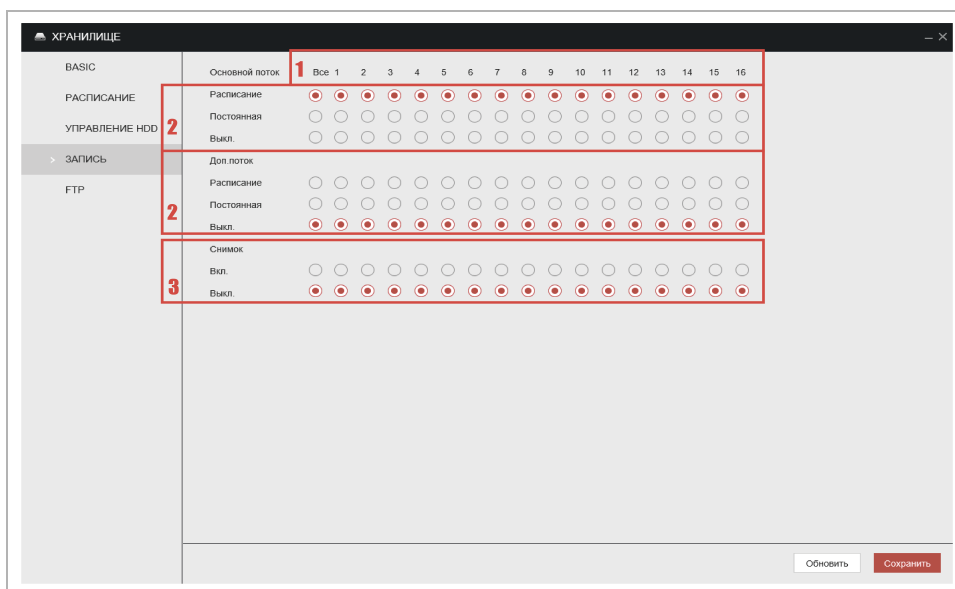 ХРАНИЛИЩЕ
BASIC
РАСПИСАНИЕ
УПРАВЛЕНИЕ HDD
ЗАПИСЬ
FTP
Основной поток 1 Все 1 2 3 4 5 6 7 8 9 10 11 12 13 14 15 16
Расписание
2 Постоянная
Выкл.
Доп.поток
Расписание
Постоянная
2
Выкл.
Снимок
Вкл.
3
Выкл.
Обновить Сохранить